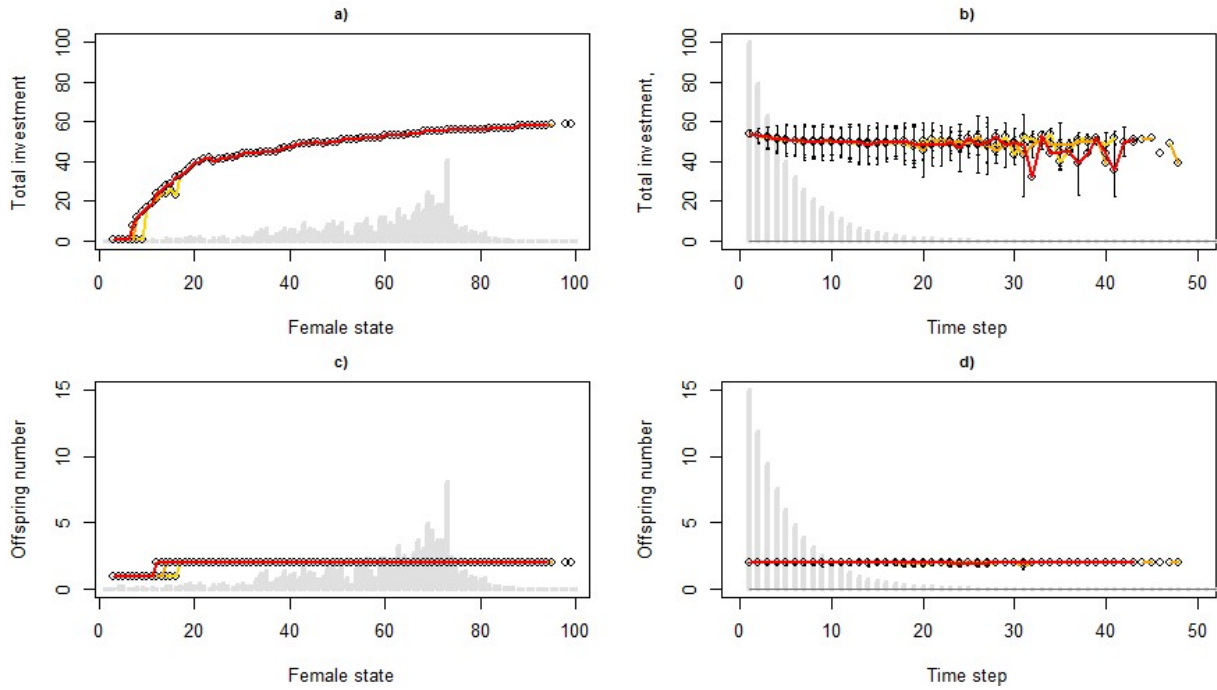 a)
Total investment
100
80
60
40
20
0
0 20 40 60 80 100
Female state
b)
Total investment,
100
80
60
40
20
0
0 10 20 30 40 50
Time step
c)
Offspring number
15
10
5
0
0 20 40 60 80 100
Female state
d)
Offspring number
15
10
5
0
0 10 20 30 40 50
Time step